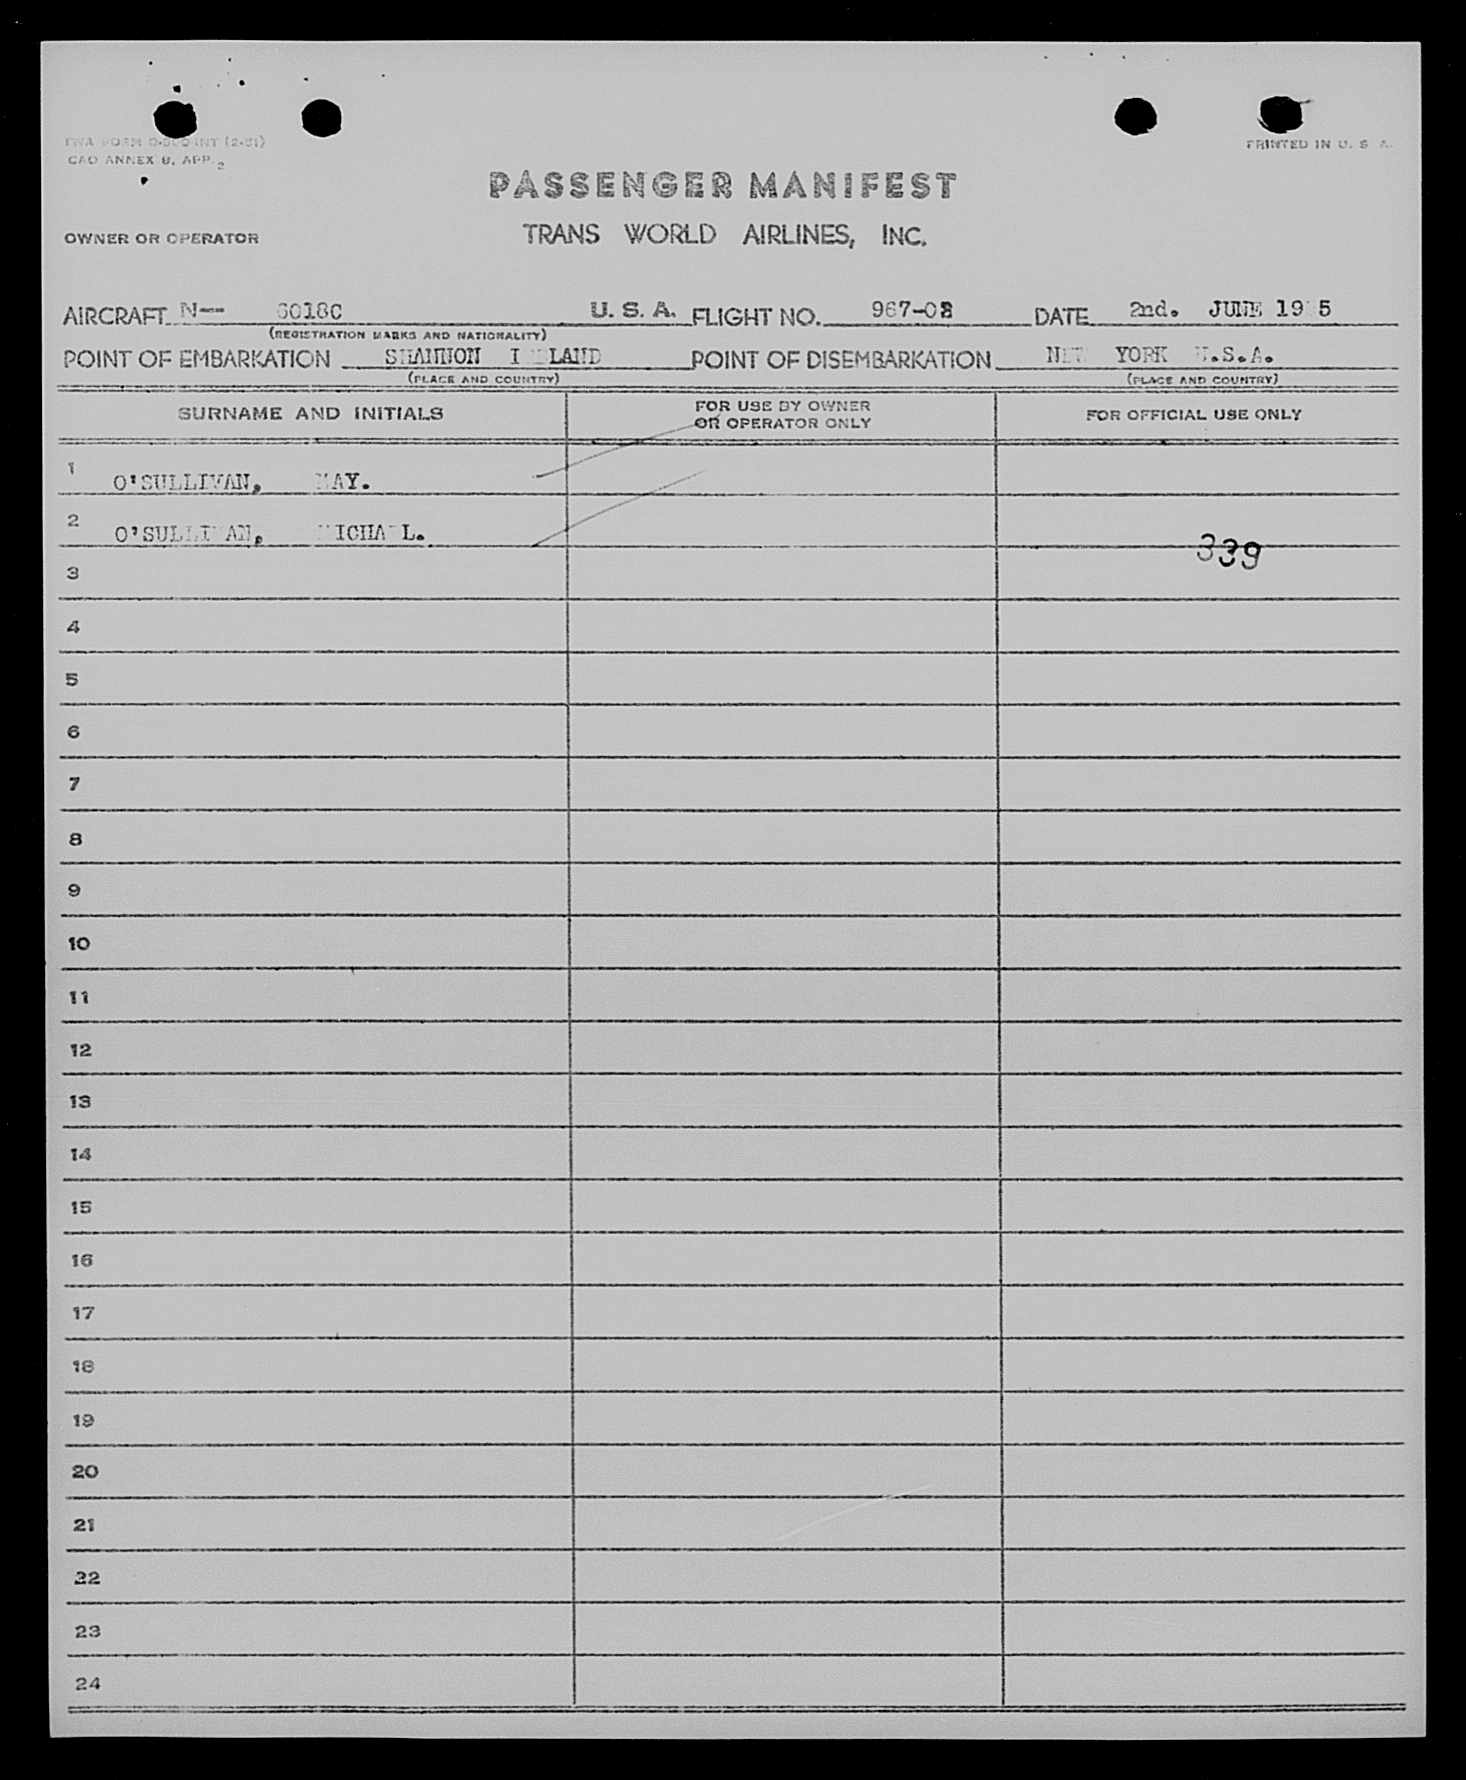 CAO ANNEX 9, APP. 2
PRINTED IN U. S. A.
PASSENGER MANIFEST
OWNER OR OPERATOR TRANS WORLD AIRLINES, INC.
AIRCRAFT N-- 6018C U. S. A. FLIGHT NO. 967-02 DATE 2nd. JUNE 19 5
(REGISTRATION MARKS AND NATIONALITY)
POINT OF EMBARKATION SHANNON I LAND POINT OF DISEMBARKATION NEW YORK U.S.A.
(PLACE AND COUNTRY) (PLACE AND COUNTRY)
SURNAME AND INITIALS
FOR USE BY OWNER
OR OPERATOR ONLY
FOR OFFICIAL USE ONLY
1 O'SULLIVAN, MAY.
2 O'SULLIVAN, MICHAEL.
339
3
4
5
6
7
8
9
10
11
12
13
14
15
16
17
18
19
20
21
22
23
24